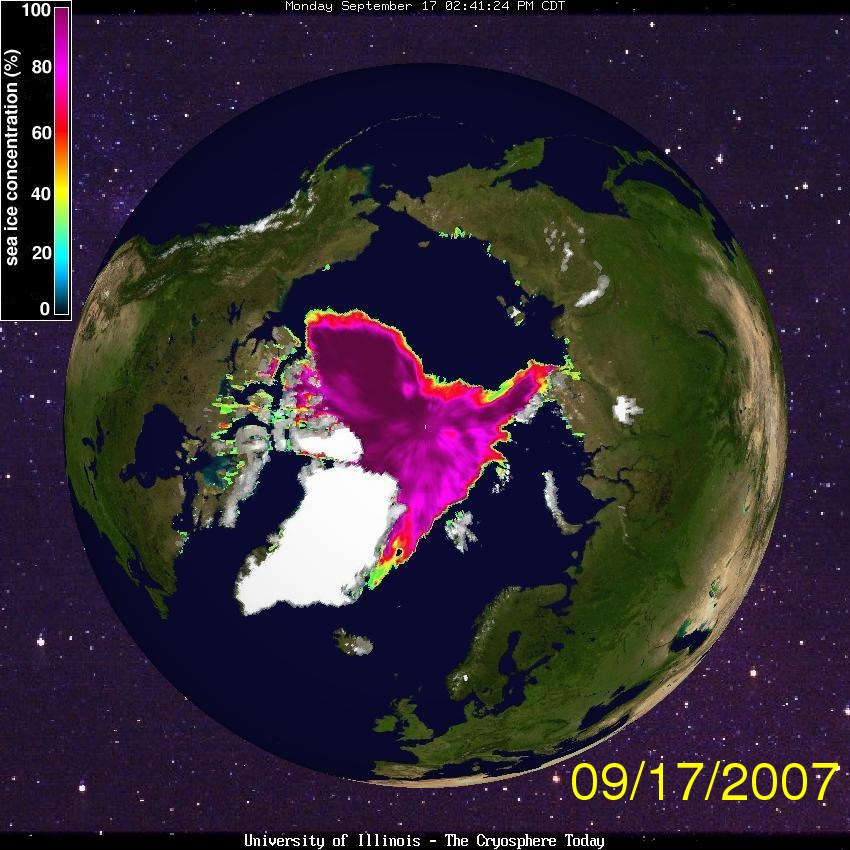 Monday September 17 02:41:24 PM CDT
100
80
60
40
20
0
sea ice concentration (%)
09/17/2007
University of Illinois - The Cryosphere Today